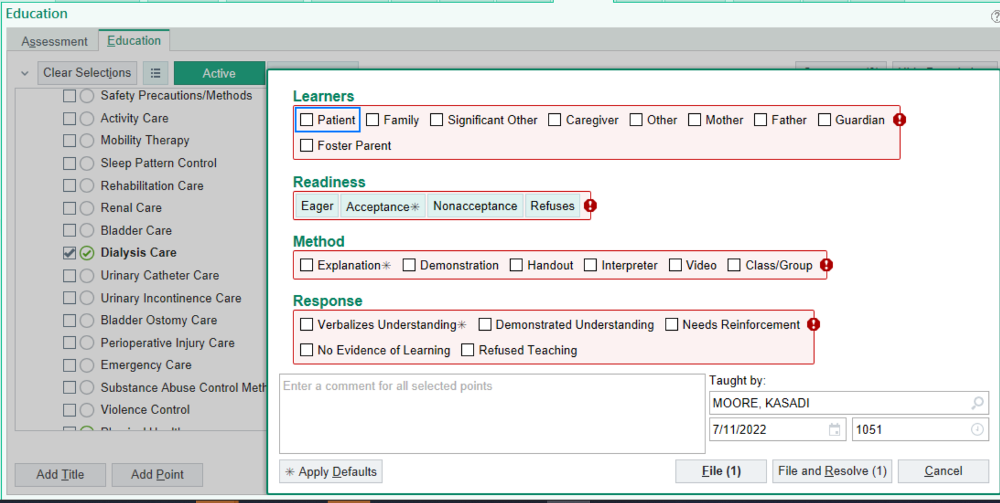 Education
Assessment Education
Clear Selections Active
Safety Precautions/Methods
Activity Care
Mobility Therapy
Sleep Pattern Control
Rehabilitation Care
Renal Care
Bladder Care
Dialysis Care
Urinary Catheter Care
Urinary Incontinence Care
Bladder Ostomy Care
Perioperative Injury Care
Emergency Care
Substance Abuse Control Meth
Violence Control
Add Title Add Point
Learners
Patient Family Significant Other Caregiver Other Mother Father Guardian
Foster Parent
Readiness
Eager Acceptance✳ Nonacceptance Refuses
Method
Explanation✳ Demonstration Handout Interpreter Video Class/Group
Response
Verbalizes Understanding✳ Demonstrated Understanding Needs Reinforcement
No Evidence of Learning Refused Teaching
Enter a comment for all selected points
Taught by:
MOORE, KASADI
7/11/2022 1051
✳ Apply Defaults File (1) File and Resolve (1) Cancel